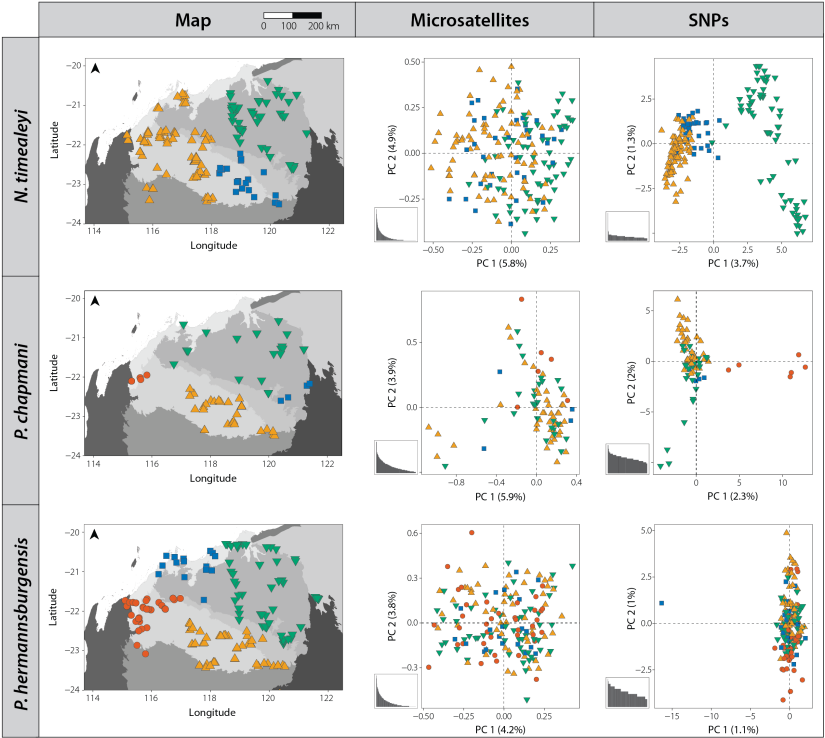 Map
0 100 200 km
Microsatellites
SNPs
N. timealeyi
−20
−21
−22
−23
−24
Latitude
114 116 118 120 122
Longitude
0.50
0.25
0.00
−0.25
PC 2 (4.9%)
−0.50 −0.25 0.00 0.25
PC 1 (5.8%)
2.5
0.0
−2.5
PC 2 (1.3%)
−2.5 0.0 2.5 5.0
PC 1 (3.7%)
P. chapmani
−20
−21
−22
−23
−24
Latitude
114 116 118 120 122
Longitude
0.5
0.0
PC 2 (3.9%)
−0.8 −0.4 0.0 0.4
PC 1 (5.9%)
5
0
−5
PC 2 (2%)
0 5 10
PC 1 (2.3%)
P. hermannsburgensis
−20
−21
−22
−23
−24
Latitude
114 116 118 120 122
Longitude
0.6
0.3
0.0
−0.3
PC 2 (3.8%)
−0.50 −0.25 0.00 0.25
PC 1 (4.2%)
5.0
2.5
0.0
−2.5
PC 2 (1%)
−15 −10 −5 0
PC 1 (1.1%)